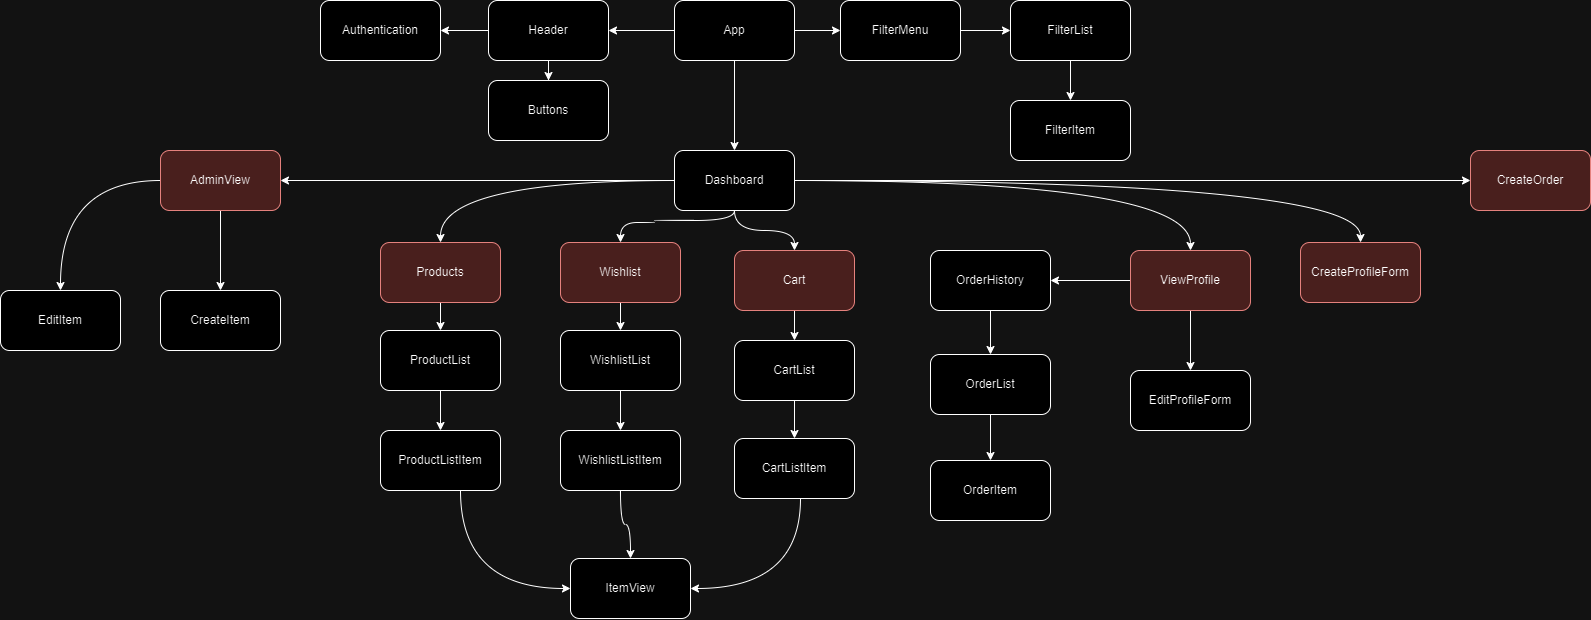 Authentication
Header
App
FilterMenu
FilterList
Buttons
FilterItem
AdminView
Dashboard
CreateOrder
Products
Wishlist
Cart
OrderHistory
ViewProfile
CreateProfileForm
EditItem
CreateItem
ProductList
WishlistList
CartList
OrderList
EditProfileForm
ProductListItem
WishlistListItem
CartListItem
OrderItem
ItemView